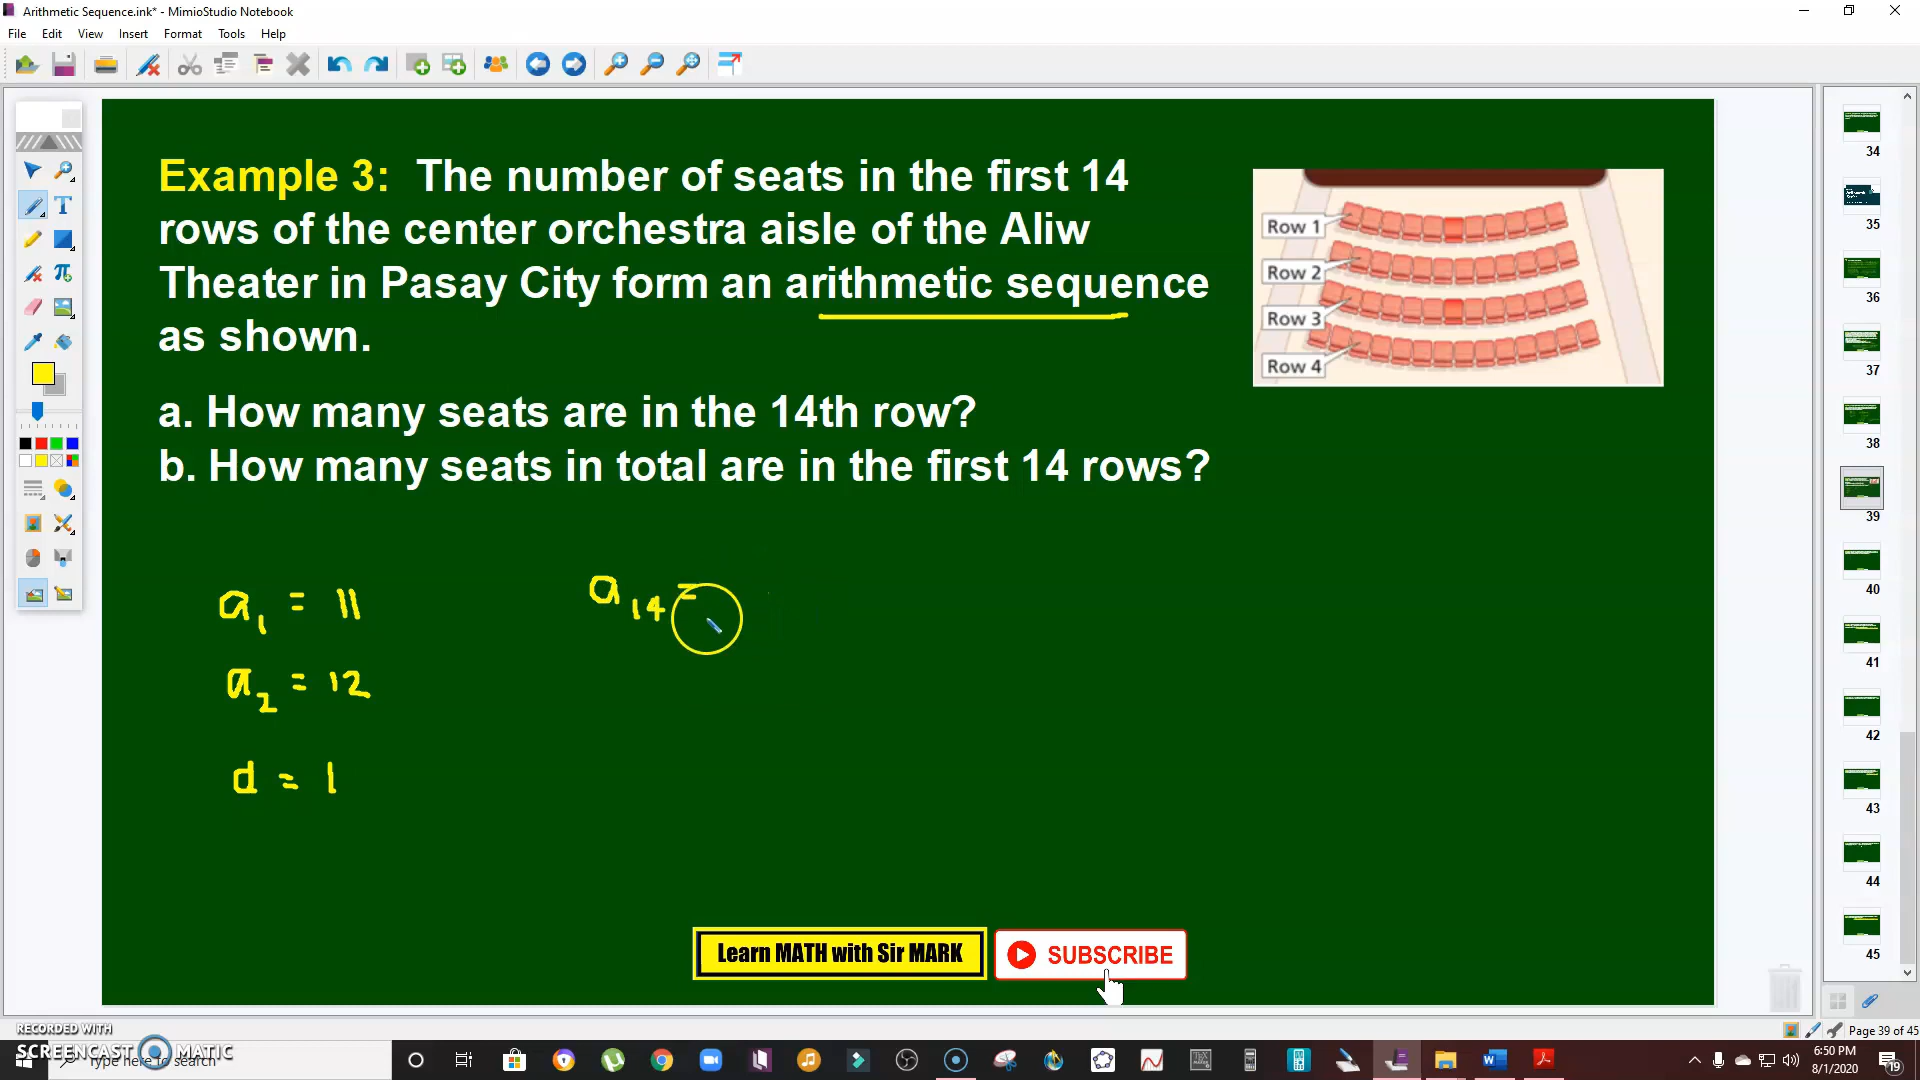 Arithmetic Sequence.ink* - MimioStudio Notebook
File Edit View Insert Format Tools Help
Example 3: The number of seats in the first 14
rows of the center orchestra aisle of the Aliw
Theater in Pasay City form an arithmetic sequence
as shown.
Row 1
Row 2
Row 3
Row 4
a. How many seats are in the 14th row?
b. How many seats in total are in the first 14 rows?
a₁ = 11
a₁₄ =
a₂ = 12
d = 1
Learn MATH with Sir MARK
SUBSCRIBE
34
35
36
37
38
39
40
41
42
43
44
45
Page 39 of 45
RECORDED WITH
SCREENCAST MATIC
Type here to search
6:50 PM
8/1/2020
19